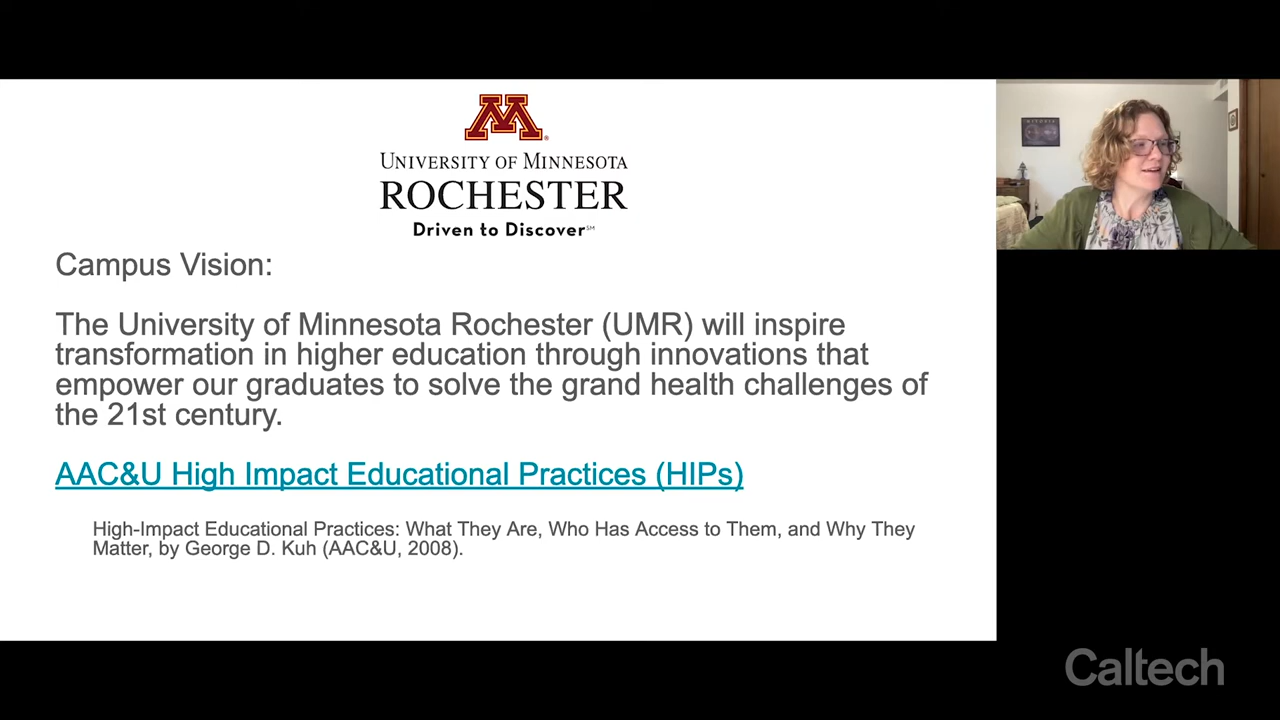 M
UNIVERSITY OF MINNESOTA
ROCHESTER
Driven to Discover℠
Campus Vision:
The University of Minnesota Rochester (UMR) will inspire
transformation in higher education through innovations that
empower our graduates to solve the grand health challenges of
the 21st century.
AAC&U High Impact Educational Practices (HIPs)
High-Impact Educational Practices: What They Are, Who Has Access to Them, and Why They
Matter, by George D. Kuh (AAC&U, 2008).
Caltech